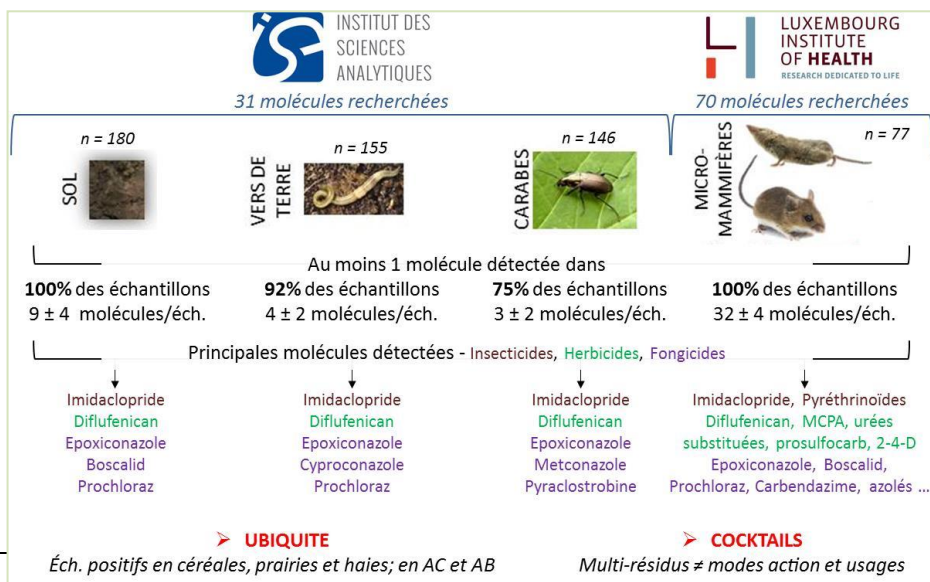 INSTITUT DES
SCIENCES
ANALYTIQUES
LUXEMBOURG
INSTITUTE
OF HEALTH
RESEARCH DEDICATED TO LIFE
31 molécules recherchées
70 molécules recherchées
n = 180
n = 155
n = 146
n = 77
SOL
VERS DE
TERRE
CARABES
MICRO-
MAMMIFÈRES
Au moins 1 molécule détectée dans
100% des échantillons
9 ± 4 molécules/éch.
92% des échantillons
4 ± 2 molécules/éch.
75% des échantillons
3 ± 2 molécules/éch.
100% des échantillons
32 ± 4 molécules/éch.
Principales molécules détectées - Insecticides, Herbicides, Fongicides
Imidaclopride
Diflufenican
Epoxiconazole
Boscalid
Prochloraz
Imidaclopride
Diflufenican
Epoxiconazole
Cyproconazole
Prochloraz
Imidaclopride
Diflufenican
Epoxiconazole
Metconazole
Pyraclostrobine
Imidaclopride, Pyréthrinoïdes
Diflufenican, MCPA, urées
substituées, prosulfocarb, 2-4-D
Epoxiconazole, Boscalid,
Prochloraz, Carbendazime, azolés ...
➢ UBIQUITE
Éch. positifs en céréales, prairies et haies; en AC et AB
➢ COCKTAILS
Multi-résidus ≠ modes action et usages